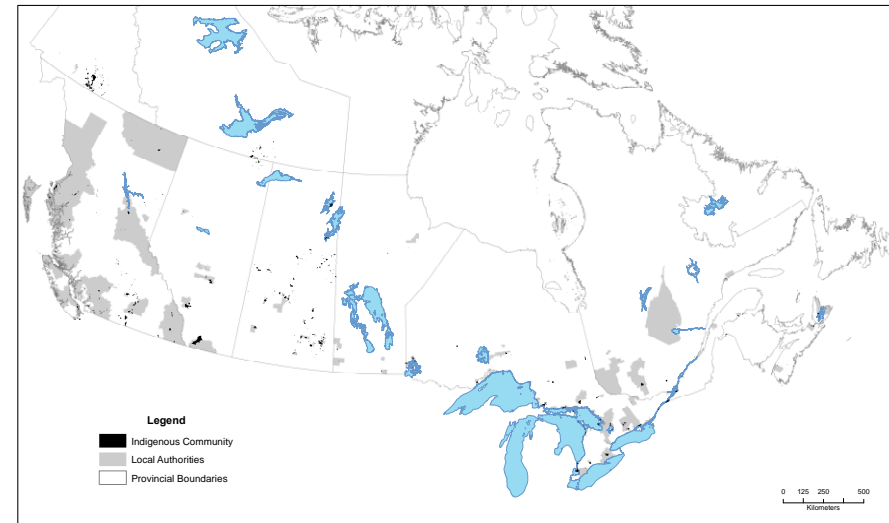 Legend
Indigenous Community
Local Authorities
Provincial Boundaries
0 125 250 500
Kilometers